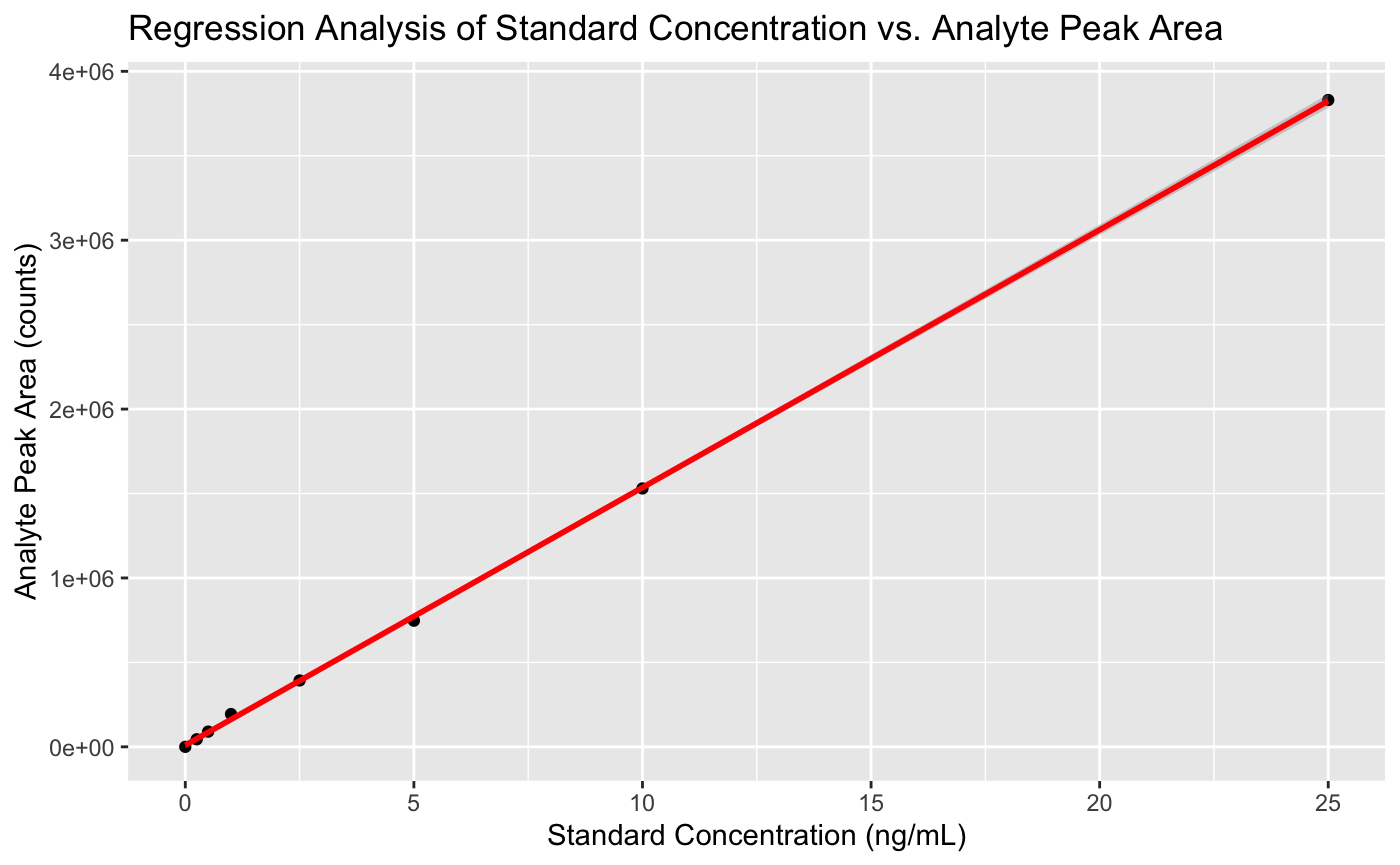 Regression Analysis of Standard Concentration vs. Analyte Peak Area
4e+06
3e+06
2e+06
1e+06
0e+00
Analyte Peak Area (counts)
0 5 10 15 20 25
Standard Concentration (ng/mL)